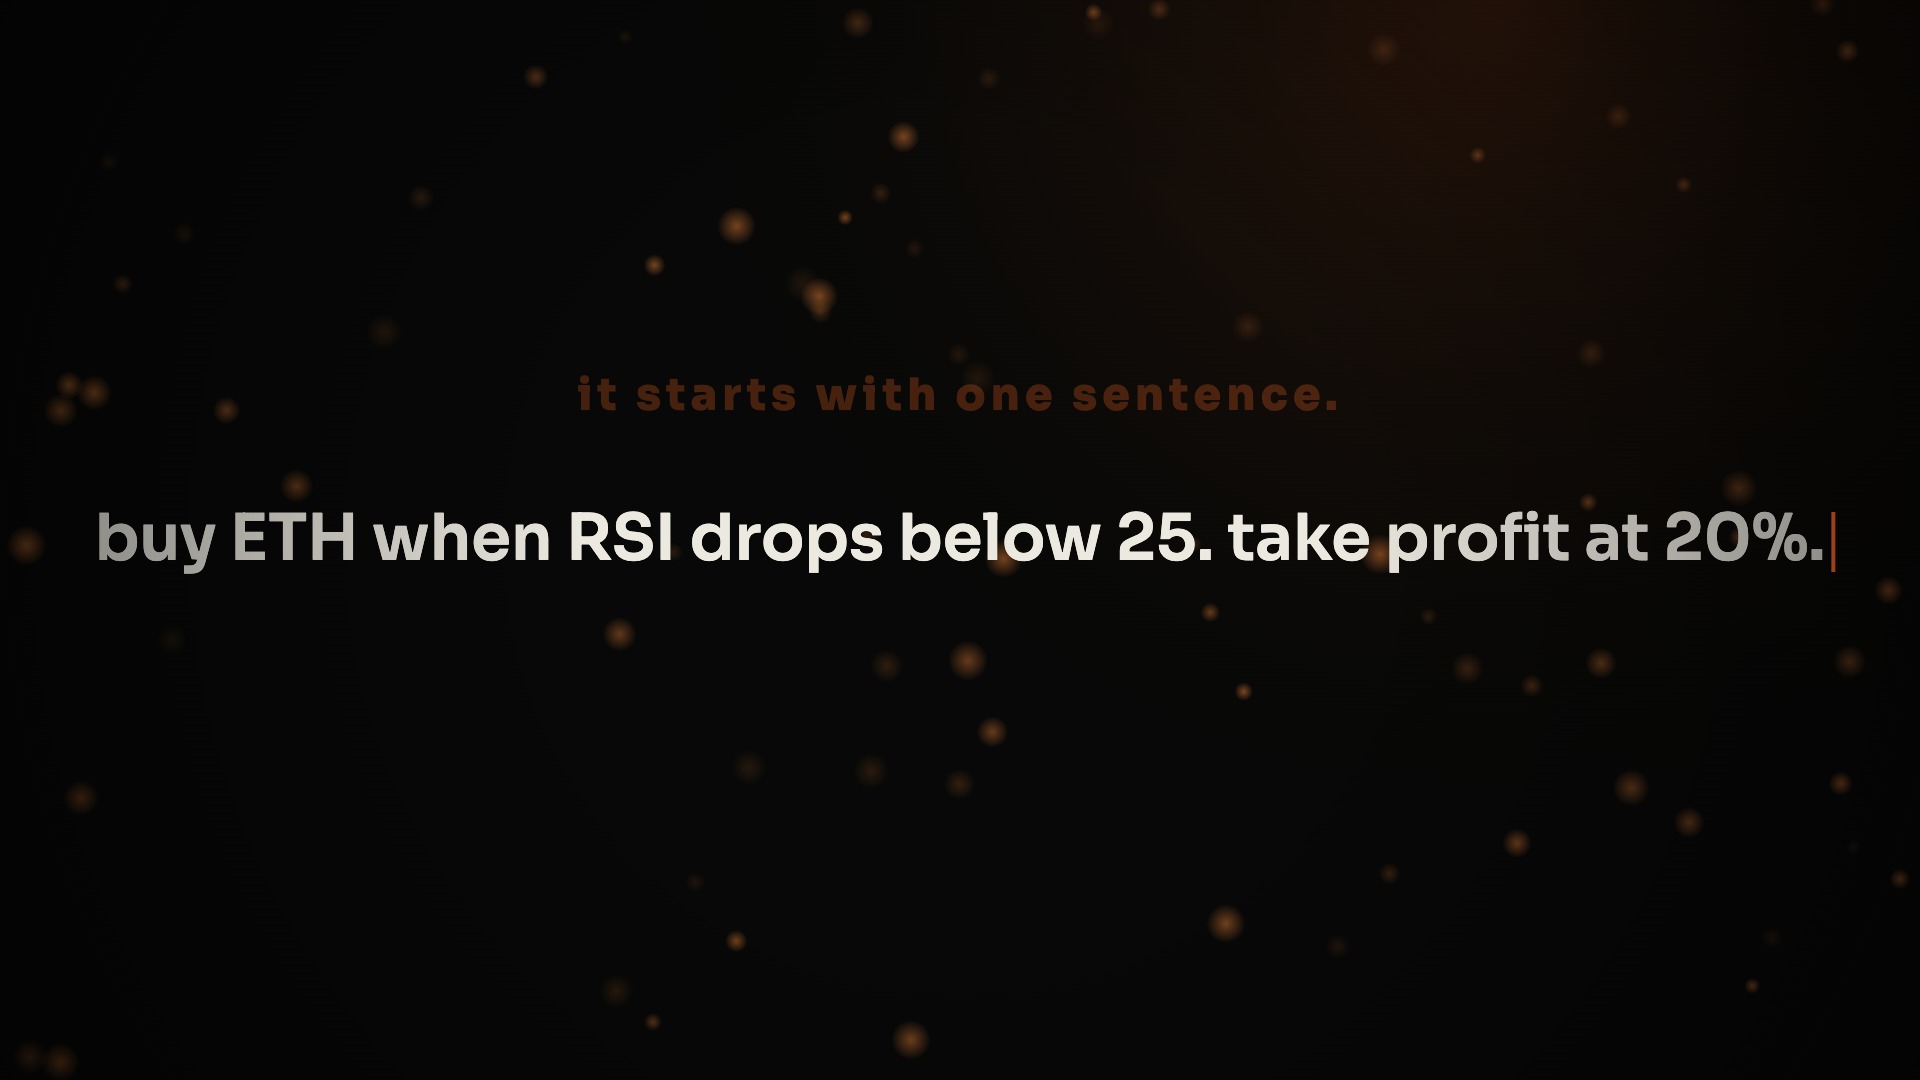 it starts with one sentence.
buy ETH when RSI drops below 25. take profit at 20%.